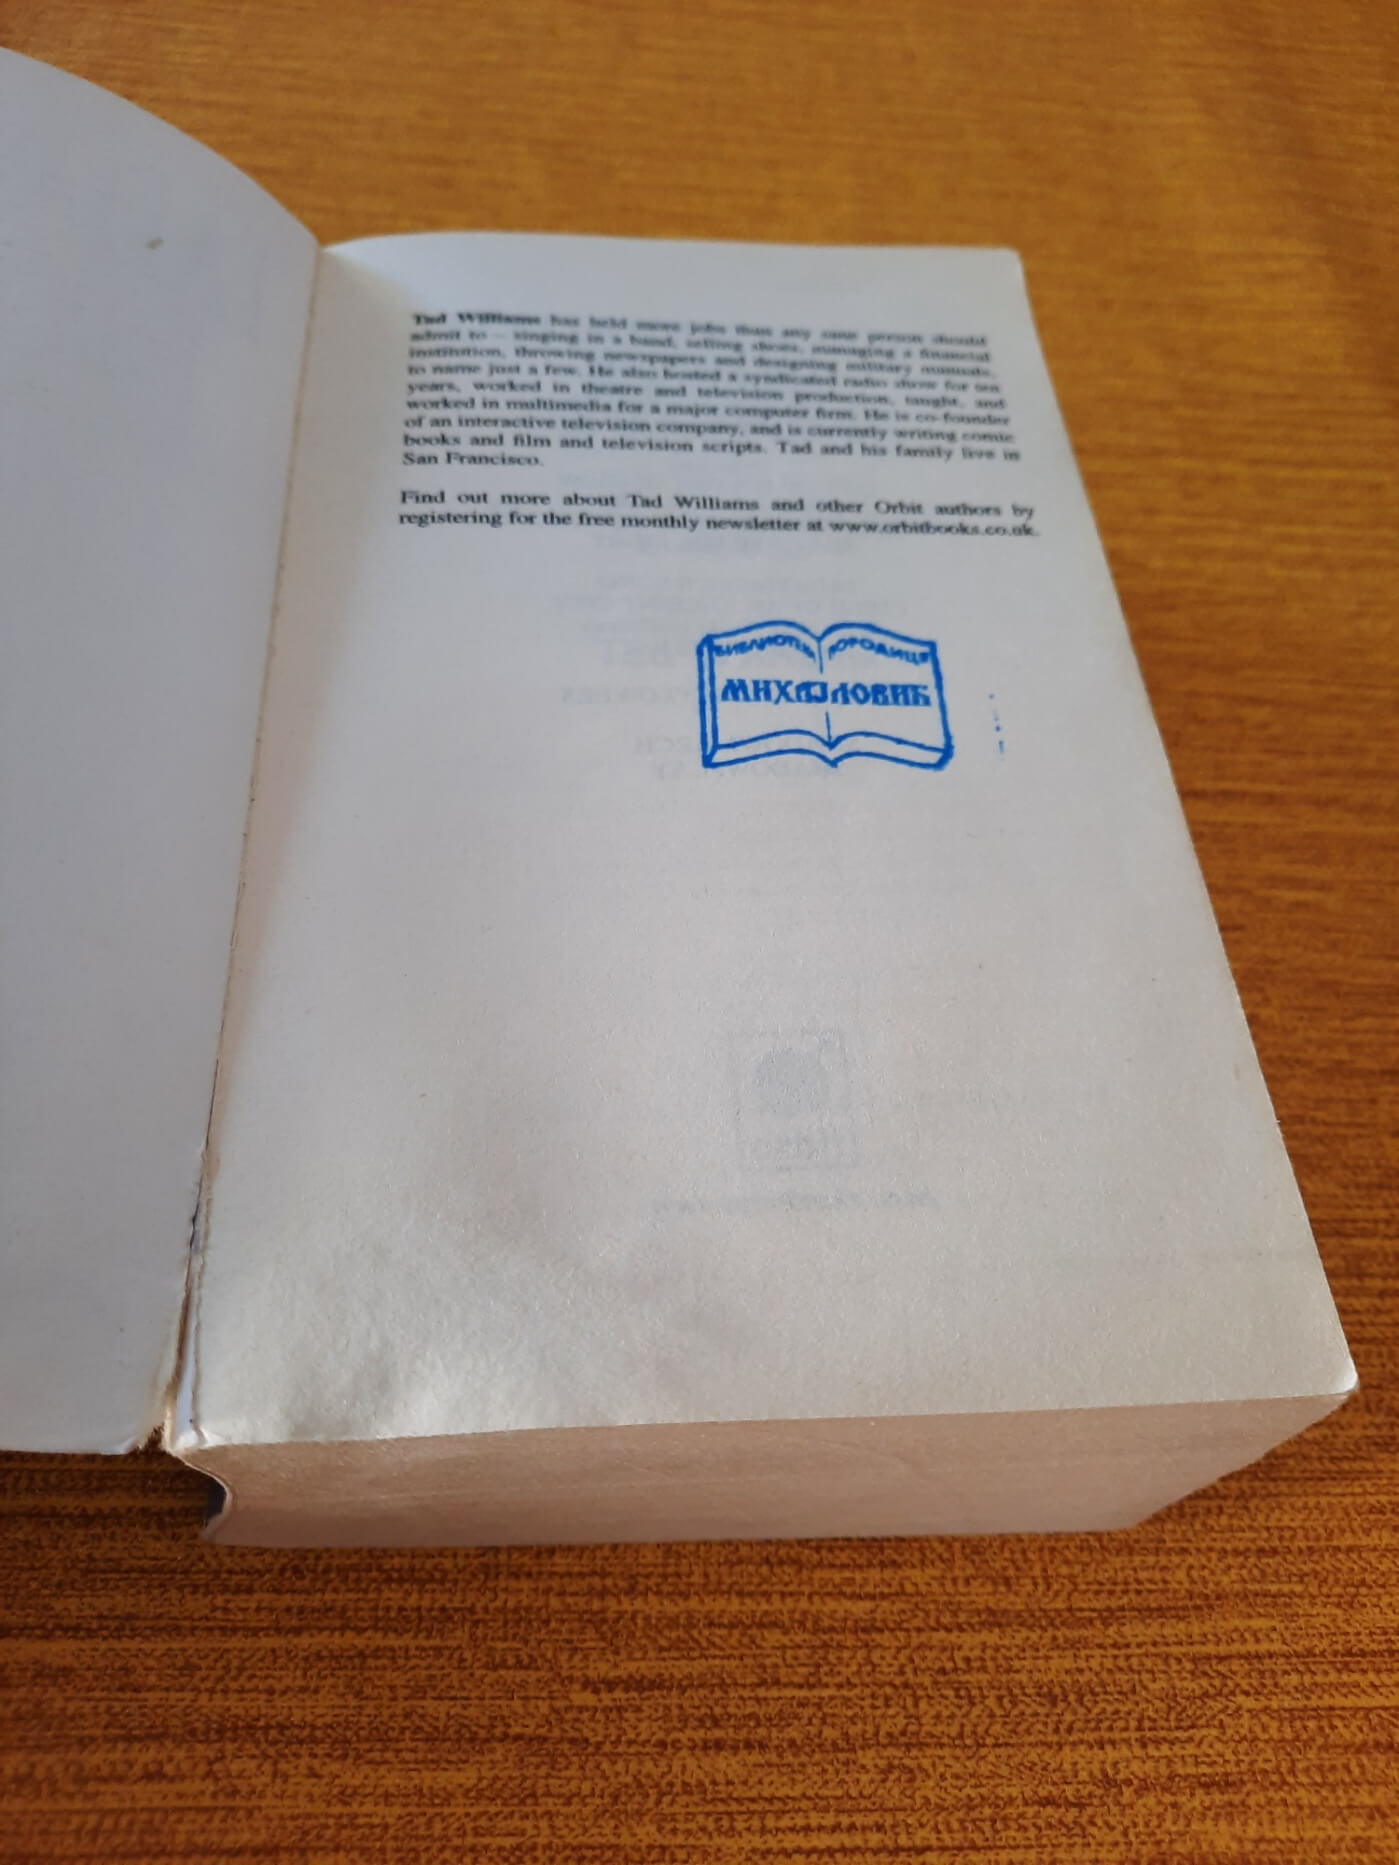 Tad Williams has held more jobs than any sane person should
admit to – singing in a band, selling shoes, managing a financial
institution, throwing newspapers and designing military manuals,
to name just a few. He also hosted a syndicated radio show for ten
years, worked in theatre and television production, taught, and
worked in multimedia for a major computer firm. He is co-founder
of an interactive television company, and is currently writing comic
books and film and television scripts. Tad and his family live in
San Francisco.
Find out more about Tad Williams and other Orbit authors by
registering for the free monthly newsletter at www.orbitbooks.co.uk.
БИБЛИОТЕКА ПОРОДИЦЕ
МИХАЈЛОВИЋ